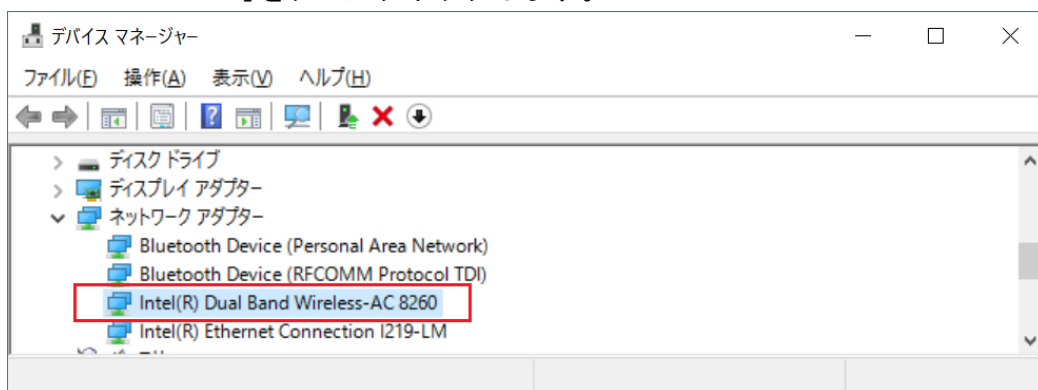 デバイス マネージャー
ファイル(F) 操作(A) 表示(V) ヘルプ(H)
ディスク ドライブ
ディスプレイ アダプター
ネットワーク アダプター
Bluetooth Device (Personal Area Network)
Bluetooth Device (RFCOMM Protocol TDI)
Intel(R) Dual Band Wireless-AC 8260
Intel(R) Ethernet Connection I219-LM